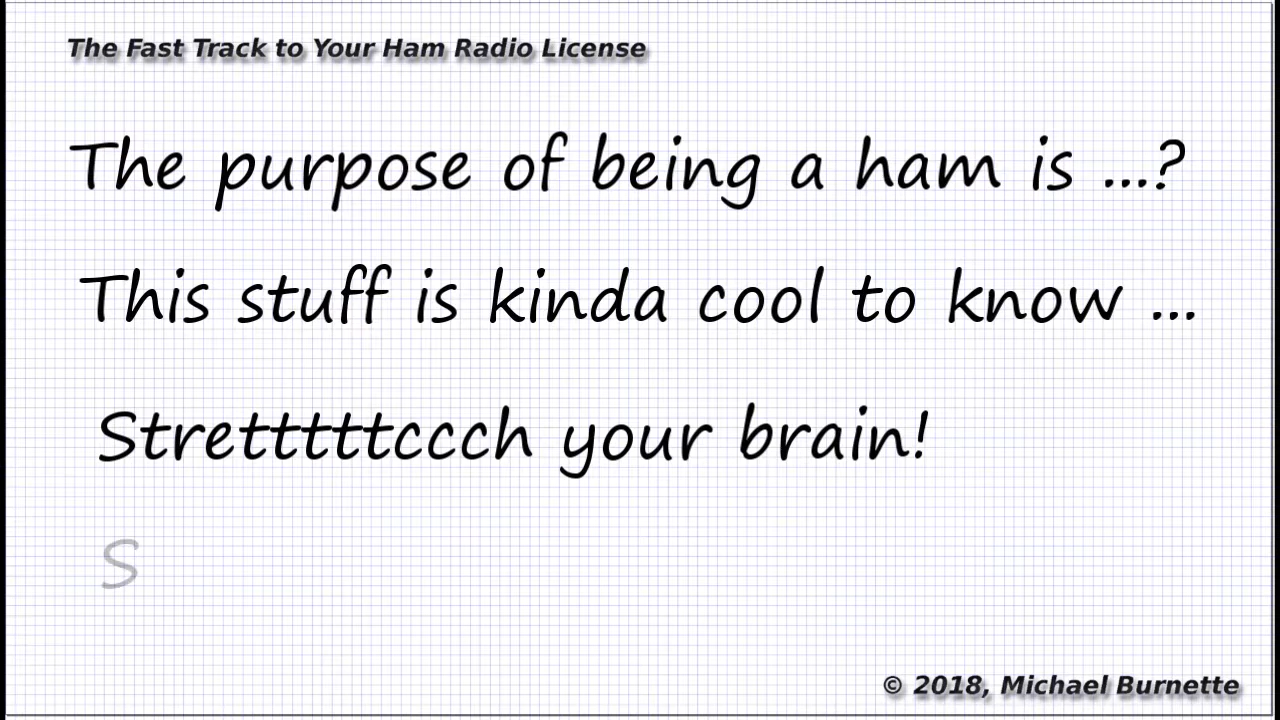 The Fast Track to Your Ham Radio License
The purpose of being a ham is ...?
This stuff is kinda cool to know ...
Strettttttccch your brain!
S
© 2018, Michael Burnette